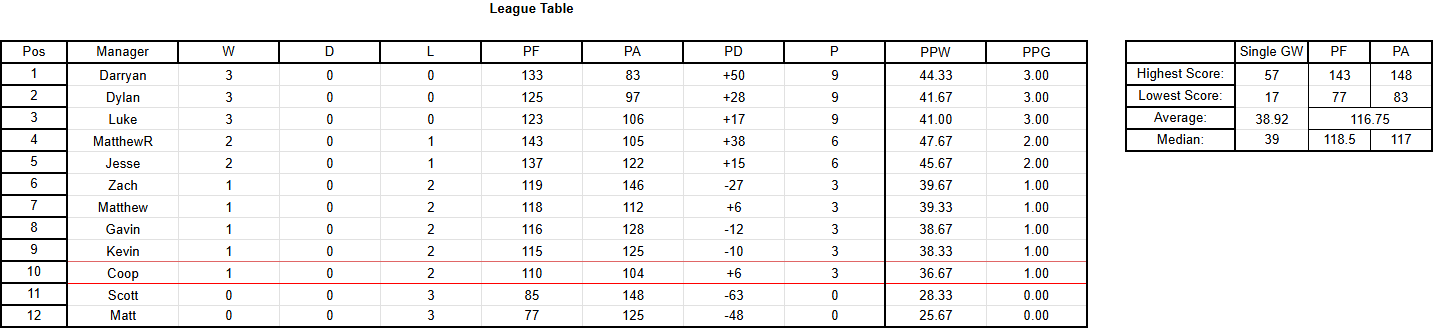 League Table
Pos Manager W D L PF PA PD P PPW PPG
1 Darryan 3 0 0 133 83 +50 9 44.33 3.00
2 Dylan 3 0 0 125 97 +28 9 41.67 3.00
3 Luke 3 0 0 123 106 +17 9 41.00 3.00
4 MatthewR 2 0 1 143 105 +38 6 47.67 2.00
5 Jesse 2 0 1 137 122 +15 6 45.67 2.00
6 Zach 1 0 2 119 146 -27 3 39.67 1.00
7 Matthew 1 0 2 118 112 +6 3 39.33 1.00
8 Gavin 1 0 2 116 128 -12 3 38.67 1.00
9 Kevin 1 0 2 115 125 -10 3 38.33 1.00
10 Coop 1 0 2 110 104 +6 3 36.67 1.00
11 Scott 0 0 3 85 148 -63 0 28.33 0.00
12 Matt 0 0 3 77 125 -48 0 25.67 0.00
Single GW PF PA
Highest Score: 57 143 148
Lowest Score: 17 77 83
Average: 38.92 116.75
Median: 39 118.5 117